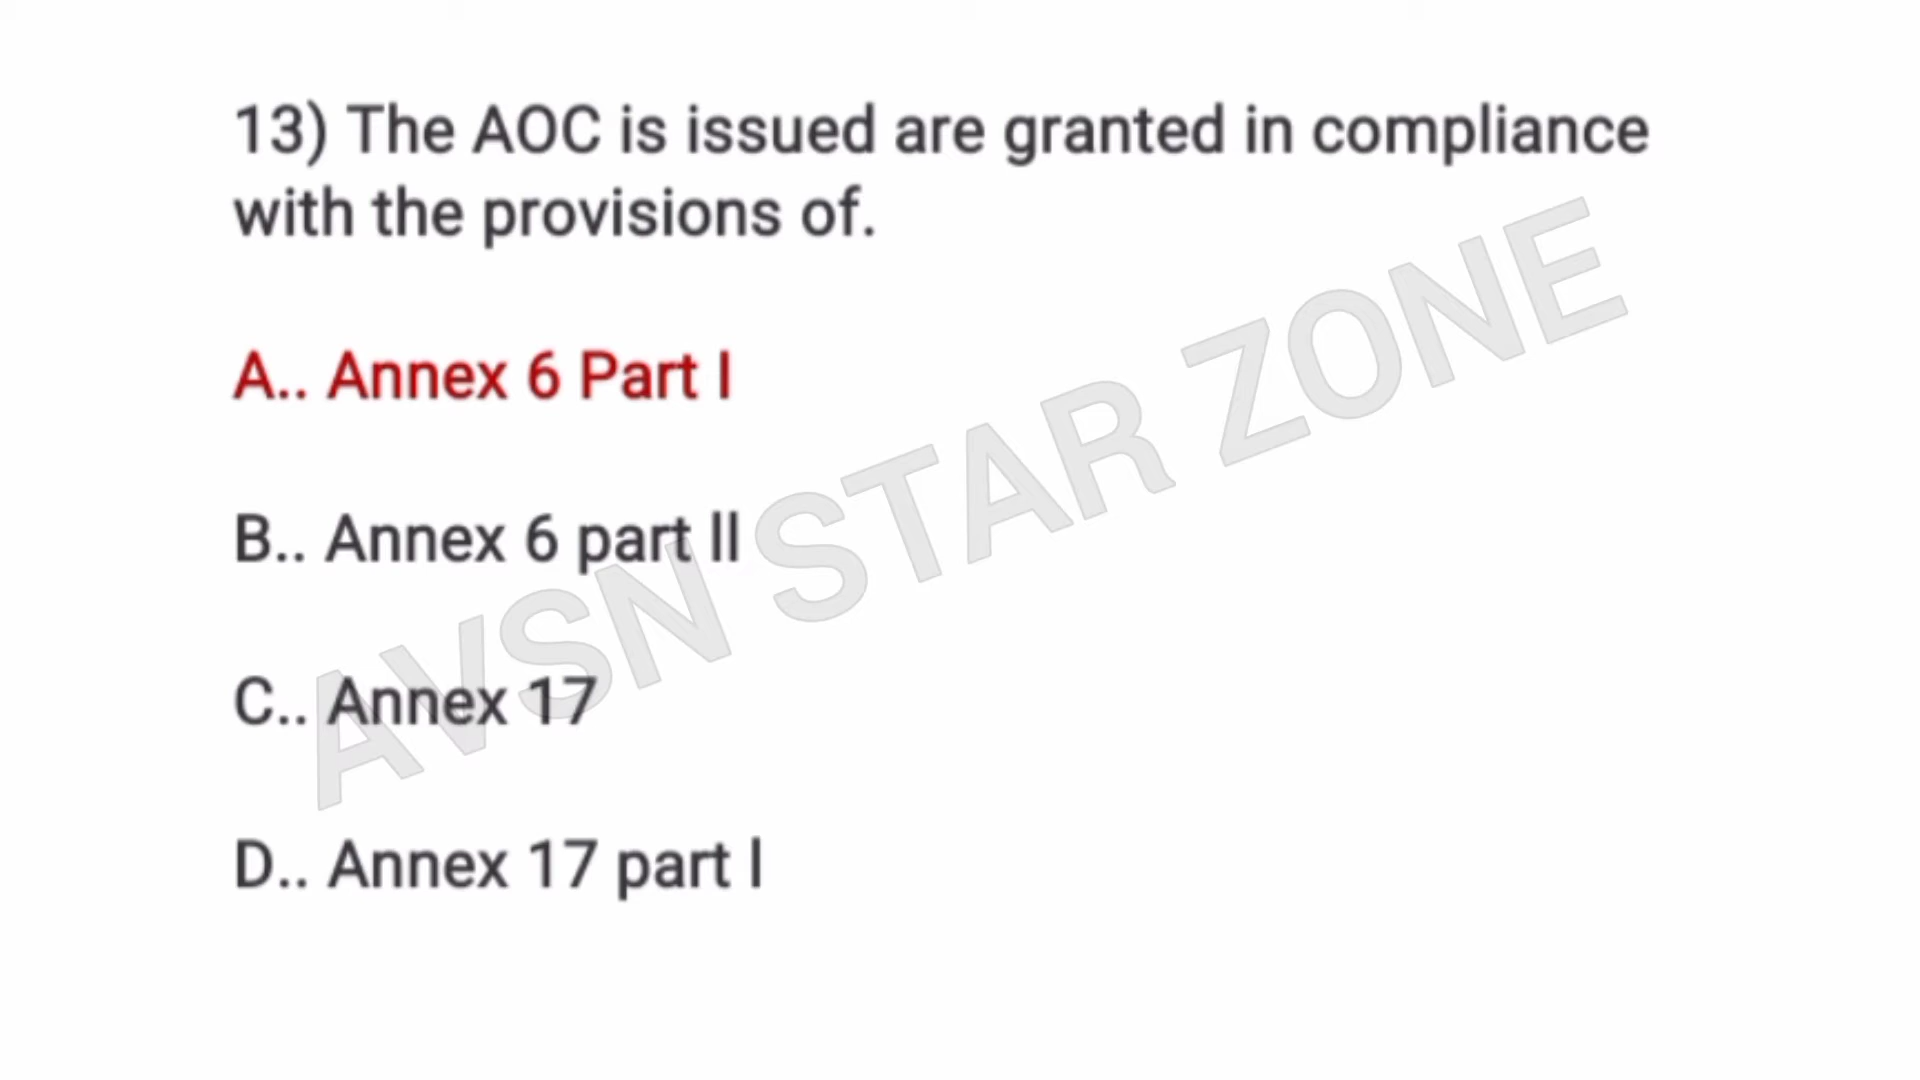 13) The AOC is issued are granted in compliance
with the provisions of.
A.. Annex 6 Part I
B.. Annex 6 part II
C.. Annex 17
D.. Annex 17 part I
AVSN STAR ZONE